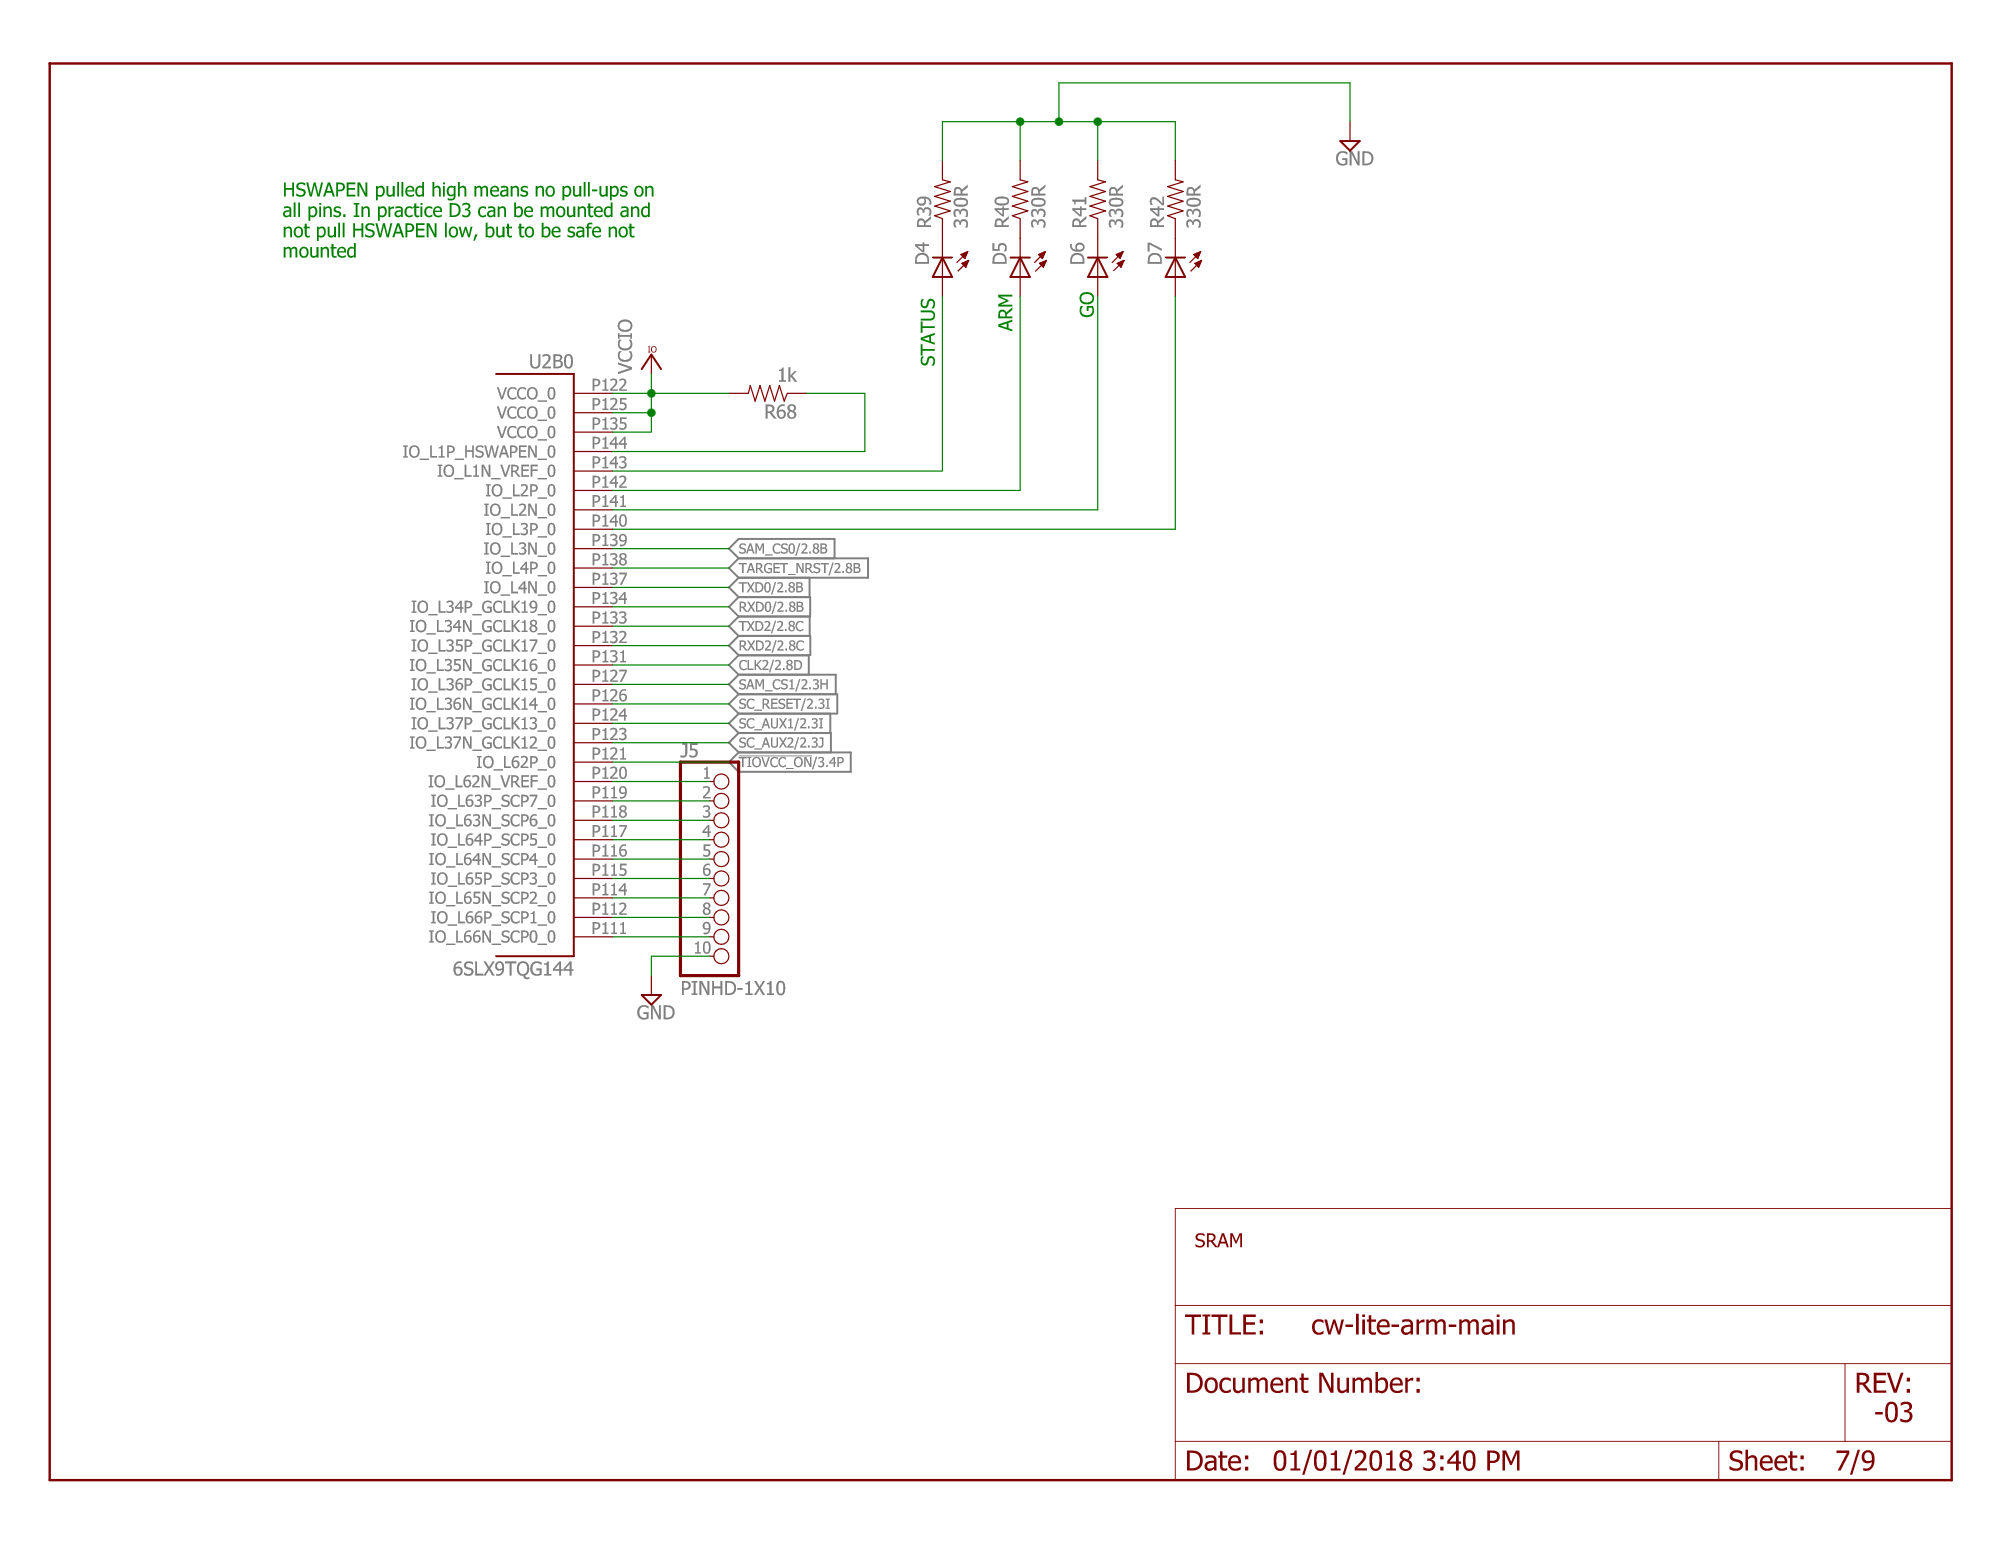 HSWAPEN pulled high means no pull-ups on
all pins. In practice D3 can be mounted and
not pull HSWAPEN low, but to be safe not
mounted
GND
R39
330R
R40
330R
R41
330R
R42
330R
D4
D5
D6
D7
STATUS
ARM
GO
VCCIO
IO
U2B0
1k
R68
VCCO_0 P122
VCCO_0 P125
VCCO_0 P135
IO_L1P_HSWAPEN_0 P144
IO_L1N_VREF_0 P143
IO_L2P_0 P142
IO_L2N_0 P141
IO_L3P_0 P140
IO_L3N_0 P139 SAM_CS0/2.8B
IO_L4P_0 P138 TARGET_NRST/2.8B
IO_L4N_0 P137 TXD0/2.8B
IO_L34P_GCLK19_0 P134 RXD0/2.8B
IO_L34N_GCLK18_0 P133 TXD2/2.8C
IO_L35P_GCLK17_0 P132 RXD2/2.8C
IO_L35N_GCLK16_0 P131 CLK2/2.8D
IO_L36P_GCLK15_0 P127 SAM_CS1/2.3H
IO_L36N_GCLK14_0 P126 SC_RESET/2.3I
IO_L37P_GCLK13_0 P124 SC_AUX1/2.3I
IO_L37N_GCLK12_0 P123 SC_AUX2/2.3J
J5
IO_L62P_0 P121 TIOVCC_ON/3.4P
IO_L62N_VREF_0 P120 1
IO_L63P_SCP7_0 P119 2
IO_L63N_SCP6_0 P118 3
IO_L64P_SCP5_0 P117 4
IO_L64N_SCP4_0 P116 5
IO_L65P_SCP3_0 P115 6
IO_L65N_SCP2_0 P114 7
IO_L66P_SCP1_0 P112 8
IO_L66N_SCP0_0 P111 9
10
6SLX9TQG144
PINHD-1X10
GND
SRAM
TITLE: cw-lite-arm-main
Document Number:
REV:
-03
Date: 01/01/2018 3:40 PM
Sheet: 7/9